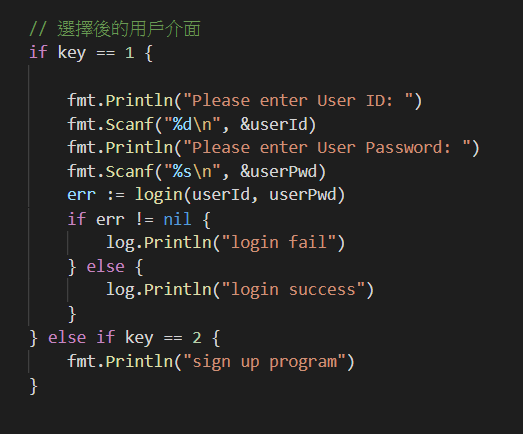 // 選擇後的用戶介面
if key == 1 {
fmt.Println("Please enter User ID: ")
fmt.Scanf("%d\n", &userId)
fmt.Println("Please enter User Password: ")
fmt.Scanf("%s\n", &userPwd)
err := login(userId, userPwd)
if err != nil {
log.Println("login fail")
} else {
log.Println("login success")
}
} else if key == 2 {
fmt.Println("sign up program")
}